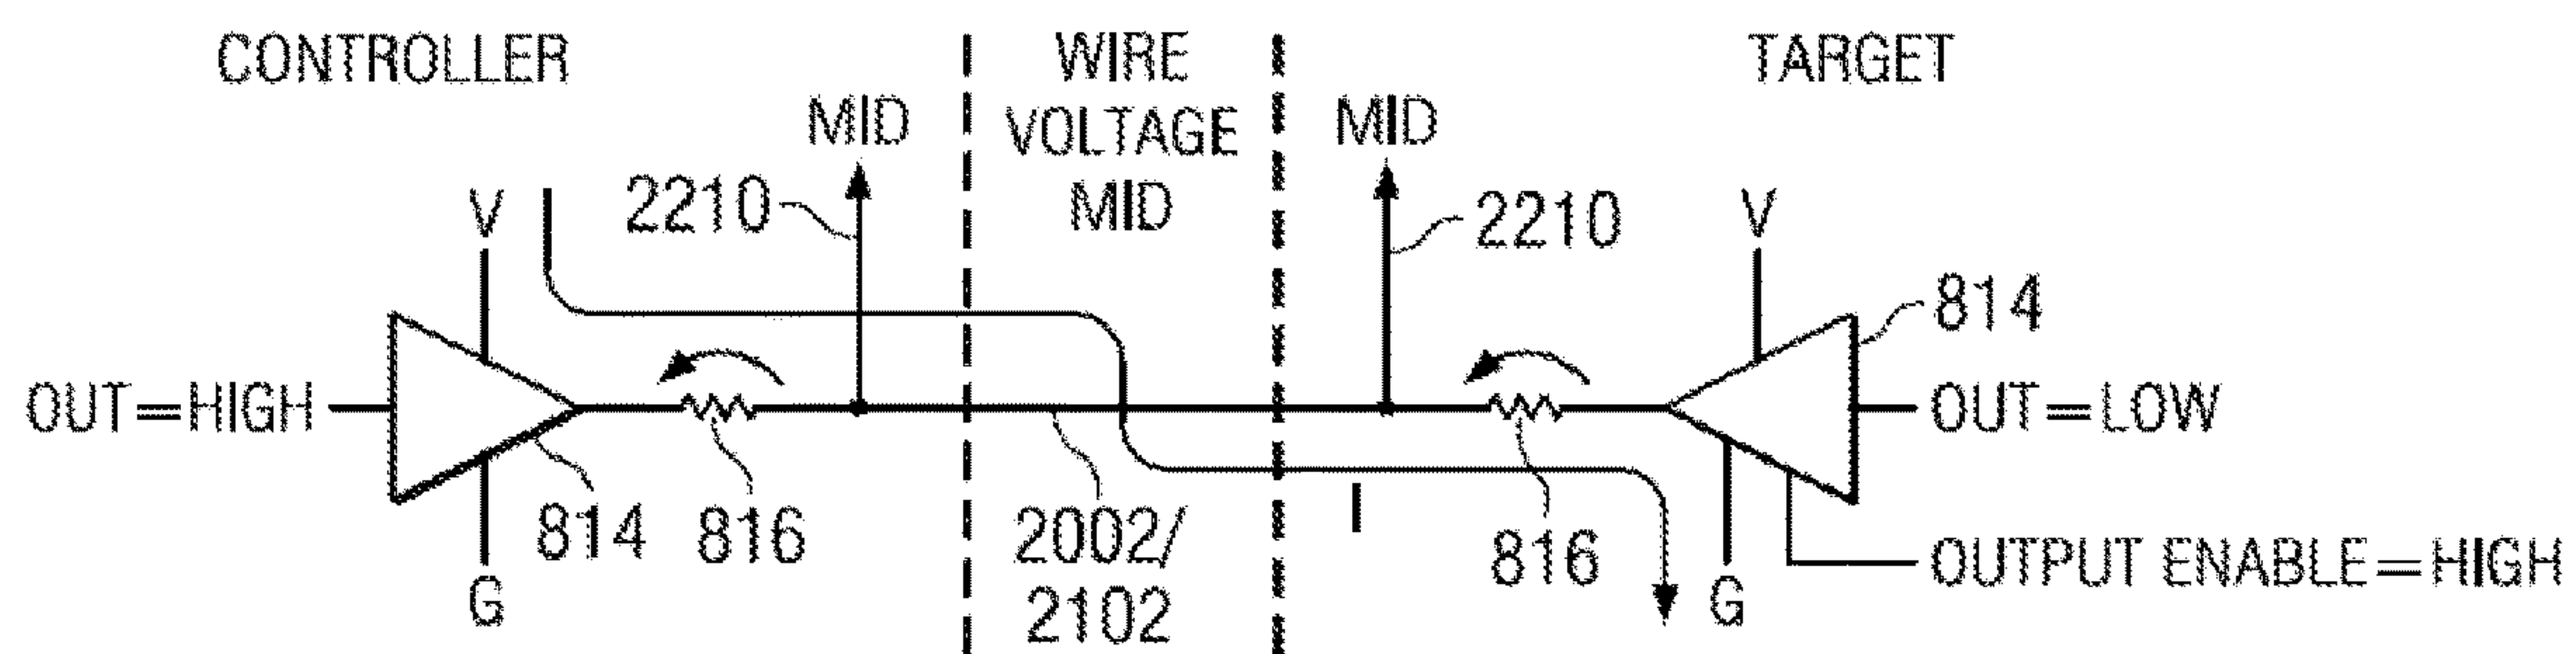 CONTROLLER
WIRE
VOLTAGE
MID
TARGET
MID
MID
V
2210
2210
V
814
OUT=HIGH
OUT=LOW
814
816
2002/
2102
I
816
G
G
OUTPUT ENABLE=HIGH